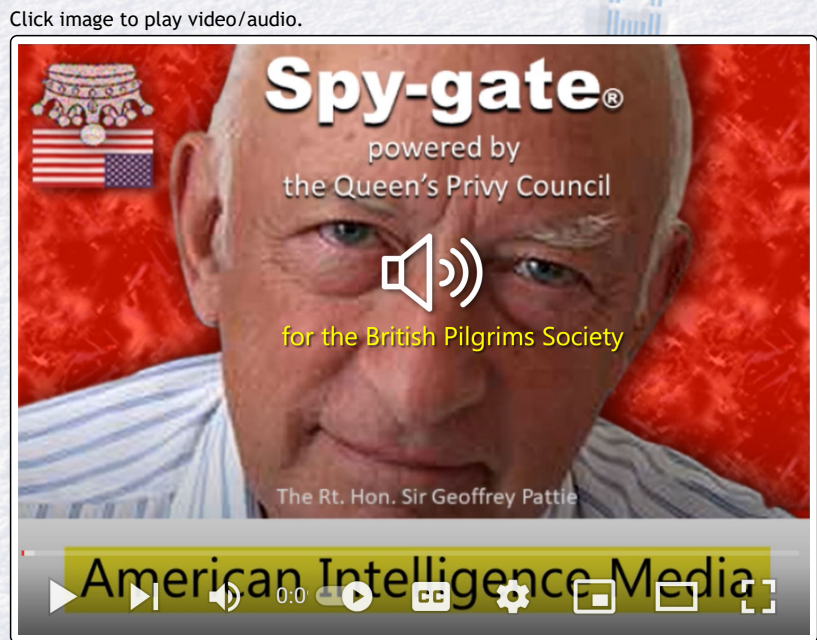 Click image to play video/audio.
Spy-gate®
powered by
the Queen's Privy Council
for the British Pilgrims Society
The Rt. Hon. Sir Geoffrey Pattie
American Intelligence Media
0:0
CC